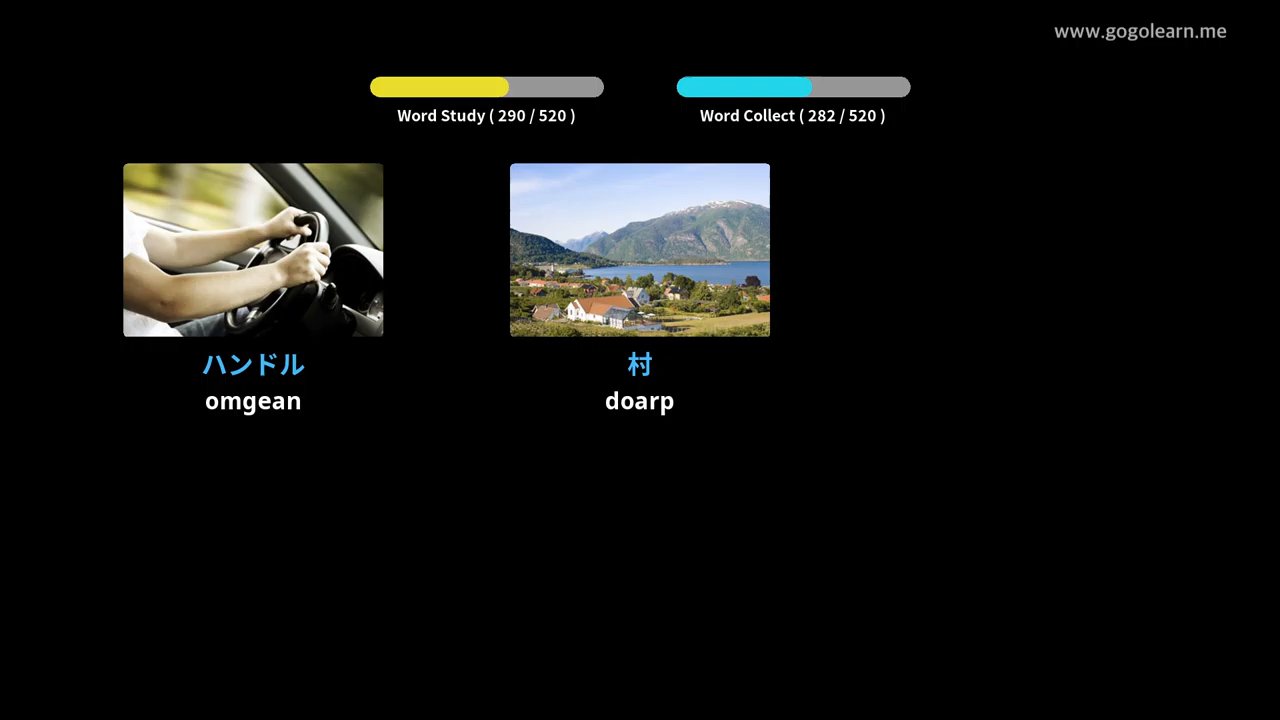 www.gogolearn.me
Word Study ( 290 / 520 )
Word Collect ( 282 / 520 )
ハンドル
omgean
村
doarp